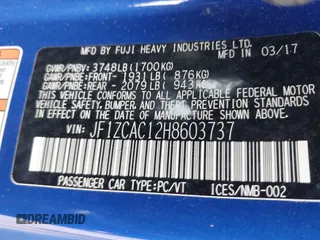 MFD BY FUJI HEAVY INDUSTRIES LTD. 03/17
GVWR/PNBV: 3748LB(1700KG)
GAWR/PNBE:FRONT- 1931LB( 876KG)
GAWR/PNBE:REAR - 2079LB( 943KG)
THIS VEHICLE CONFORMS TO ALL APPLICABLE
FEDERAL MOTOR VEHICLE SAFETY, BUMPER, AND THEFT
PREVENTION STANDARDS IN EFFECT ON THE DATE OF
MANUFACTURE SHOWN ABOVE.
VIN: JF1ZCAC12H8603737
PASSENGER CAR TYPE:PC/VT ICES/NMB-002
DREAMBID